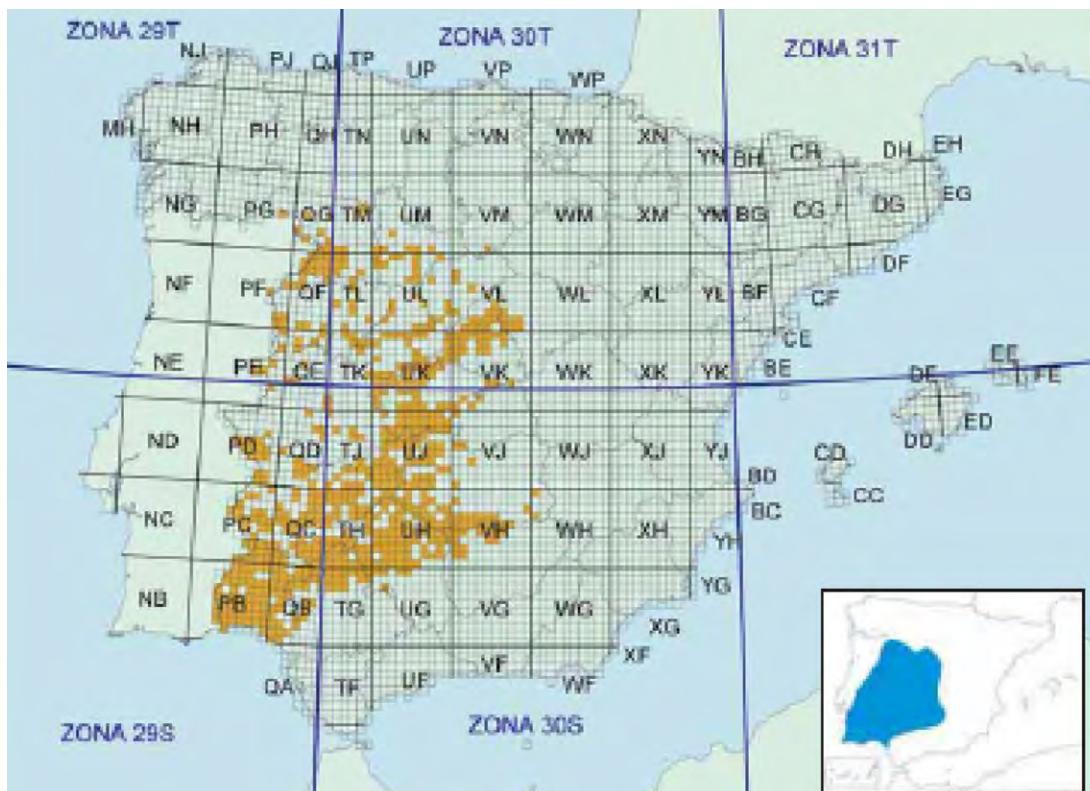 ZONA 29T ZONA 30T ZONA 31T
NJ PJ QJ TP UP VP WP
MH NH PH QH TN UN VN WN XN YN BH CH DH EH
NG PG QG TM UM VM WM XM YM BG CG DG EG
NF PF QF TL UL VL WL XL YL BF CF DF
NE PE QE TK UK VK WK XK YK BE CE DE EE FE
ND PD QD TJ UJ VJ WJ XJ YJ BD CD DD ED
NC PC QC TH UH VH WH XH YH BC CC
NB PB QB TG UG VG WG XG YG
QA TF UF VF WF XF
ZONA 29S ZONA 30S